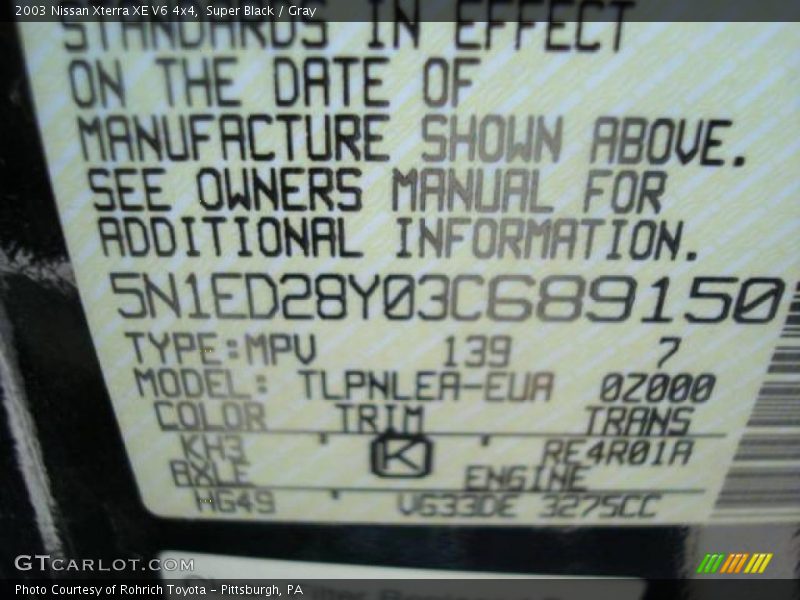 2003 Nissan Xterra XE V6 4x4, Super Black / Gray
STANDARDS IN EFFECT
ON THE DATE OF
MANUFACTURE SHOWN ABOVE.
SEE OWNERS MANUAL FOR
ADDITIONAL INFORMATION.
5N1ED28Y03C689150
TYPE:MPV 139 7
MODEL: TLPNLEA-EUA 0Z000
COLOR TRIM TRANS
KH3 K RE4R01A
AXLE ENGINE
HG49 VG33DE 3275CC
GTCARLOT.COM
Photo Courtesy of Rohrich Toyota - Pittsburgh, PA